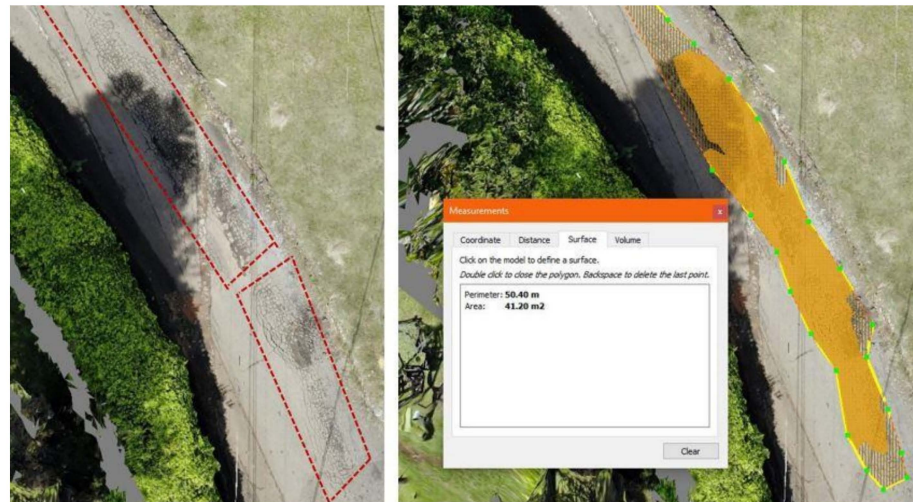 Measurements
x
Coordinate Distance Surface Volume
Click on the model to define a surface.
Double click to close the polygon. Backspace to delete the last point.
Perimeter: 50.40 m
Area: 41.20 m2
Clear